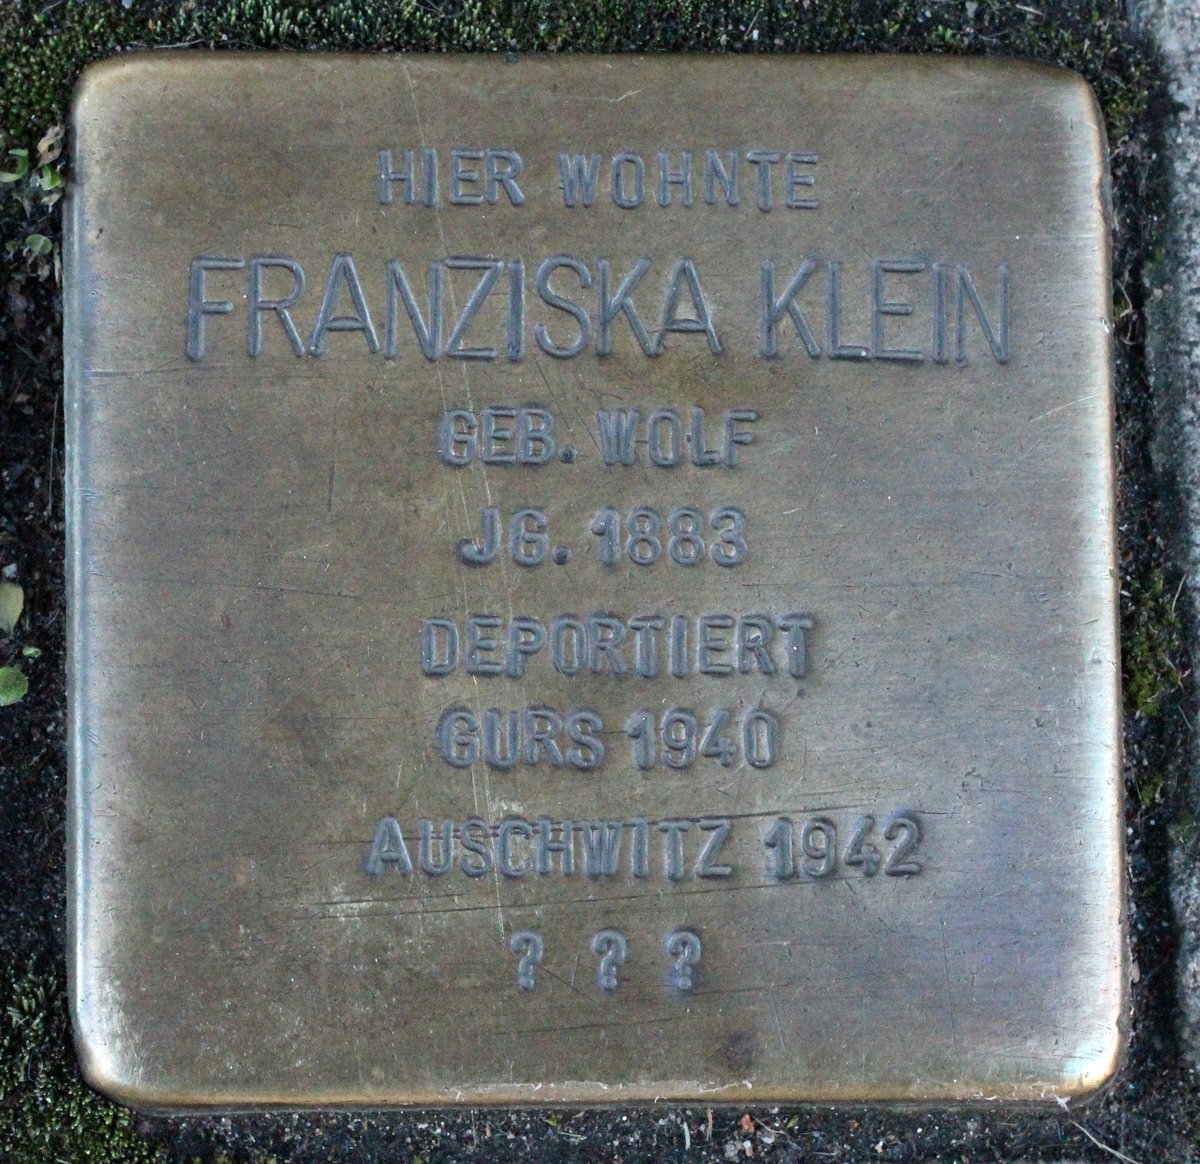 HIER WOHNTE
FRANZISKA KLEIN
GEB. WOLF
JG. 1883
DEPORTIERT
GURS 1940
AUSCHWITZ 1942
? ? ?